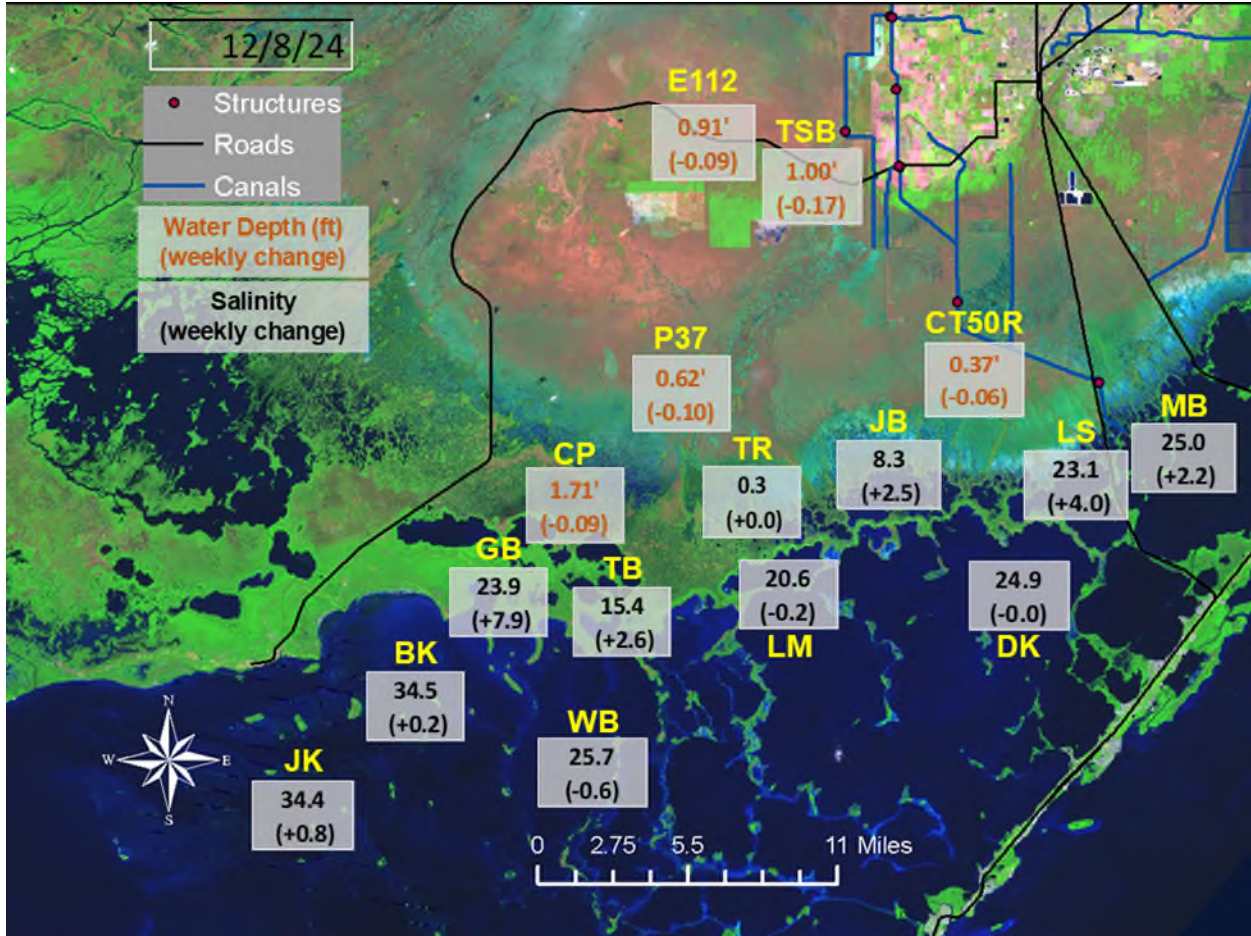 12/8/24
Structures
Roads
Canals
Water Depth (ft)
(weekly change)
Salinity
(weekly change)
E112
0.91'
(-0.09)
TSB
1.00'
(-0.17)
P37
0.62'
(-0.10)
CT50R
0.37'
(-0.06)
CP
1.71'
(-0.09)
TR
0.3
(+0.0)
JB
8.3
(+2.5)
LS
23.1
(+4.0)
MB
25.0
(+2.2)
GB
23.9
(+7.9)
TB
15.4
(+2.6)
20.6
(-0.2)
LM
24.9
(-0.0)
DK
BK
34.5
(+0.2)
WB
25.7
(-0.6)
JK
34.4
(+0.8)
N
W E
S
0 2.75 5.5 11 Miles